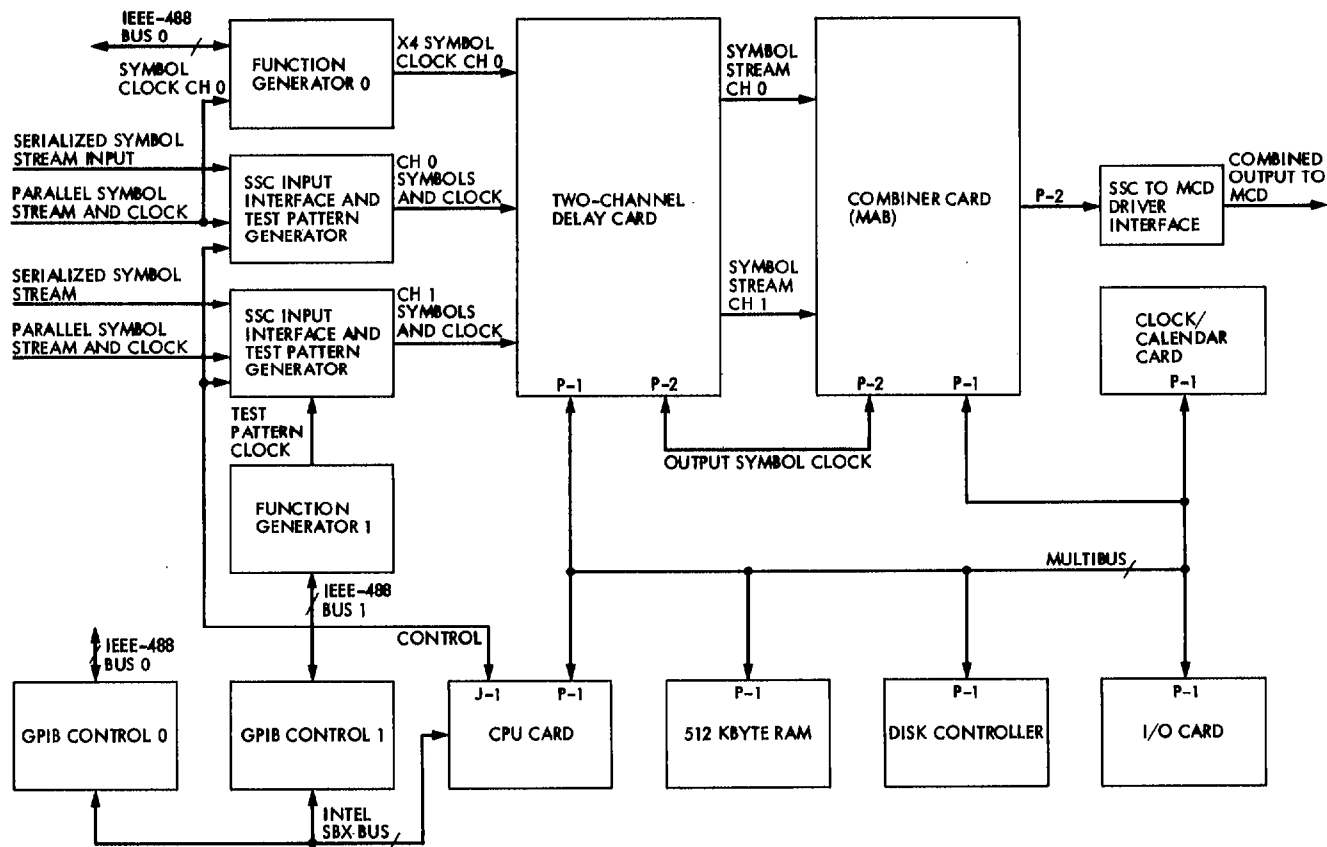 IEEE-488
BUS 0
SYMBOL
CLOCK CH 0
FUNCTION
GENERATOR 0
X4 SYMBOL
CLOCK CH 0
SERIALIZED SYMBOL
STREAM INPUT
PARALLEL SYMBOL
STREAM AND CLOCK
SSC INPUT
INTERFACE AND
TEST PATTERN
GENERATOR
CH 0
SYMBOLS
AND CLOCK
SERIALIZED SYMBOL
STREAM
PARALLEL SYMBOL
STREAM AND CLOCK
SSC INPUT
INTERFACE AND
TEST PATTERN
GENERATOR
CH 1
SYMBOLS
AND CLOCK
TWO-CHANNEL
DELAY CARD
P-1
P-2
SYMBOL
STREAM
CH 0
SYMBOL
STREAM
CH 1
COMBINER CARD
(MAB)
P-2
P-1
P-2
SSC TO MCD
DRIVER
INTERFACE
COMBINED
OUTPUT TO
MCD
CLOCK/
CALENDAR
CARD
P-1
OUTPUT SYMBOL CLOCK
TEST
PATTERN
CLOCK
FUNCTION
GENERATOR 1
IEEE-488
BUS 1
MULTIBUS
CONTROL
IEEE-488
BUS 0
GPIB CONTROL 0
GPIB CONTROL 1
J-1
P-1
CPU CARD
P-1
512 KBYTE RAM
P-1
DISK CONTROLLER
P-1
I/O CARD
INTEL
SBX BUS